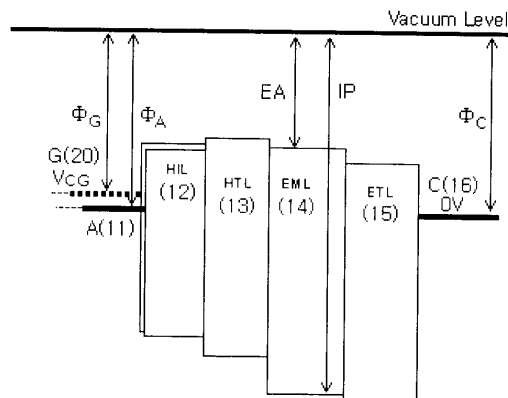 Vacuum Level
EA
IP
ΦG
ΦA
ΦC
G(20)
VCG
A(11)
HIL
(12)
HTL
(13)
EML
(14)
ETL
(15)
C(16)
0V